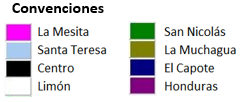 Convenciones
La Mesita
Santa Teresa
Centro
Limón
San Nicolás
La Muchagua
El Capote
Honduras